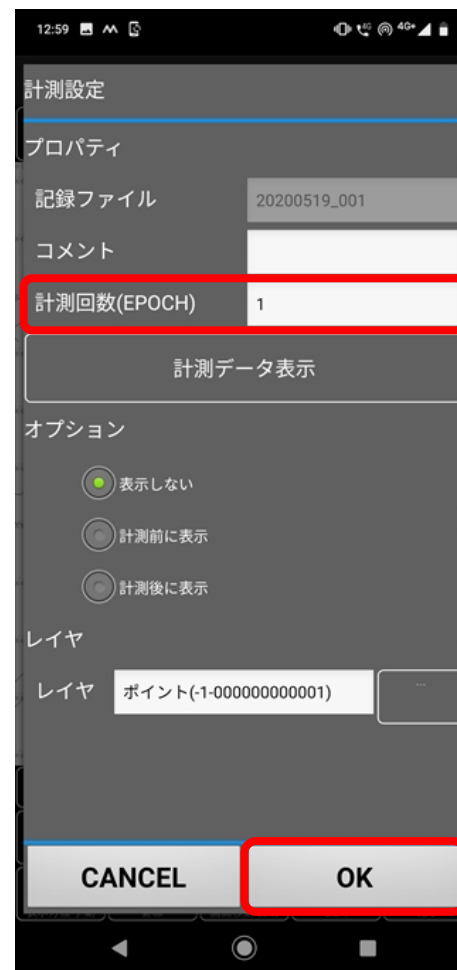 12:59 4G 4G+
計測設定
プロパティ
記録ファイル 20200519_001
コメント
計測回数(EPOCH) 1
計測データ表示
オプション
表示しない
計測前に表示
計測後に表示
レイヤ
レイヤ ポイント(-1-000000000001) ...
CANCEL OK